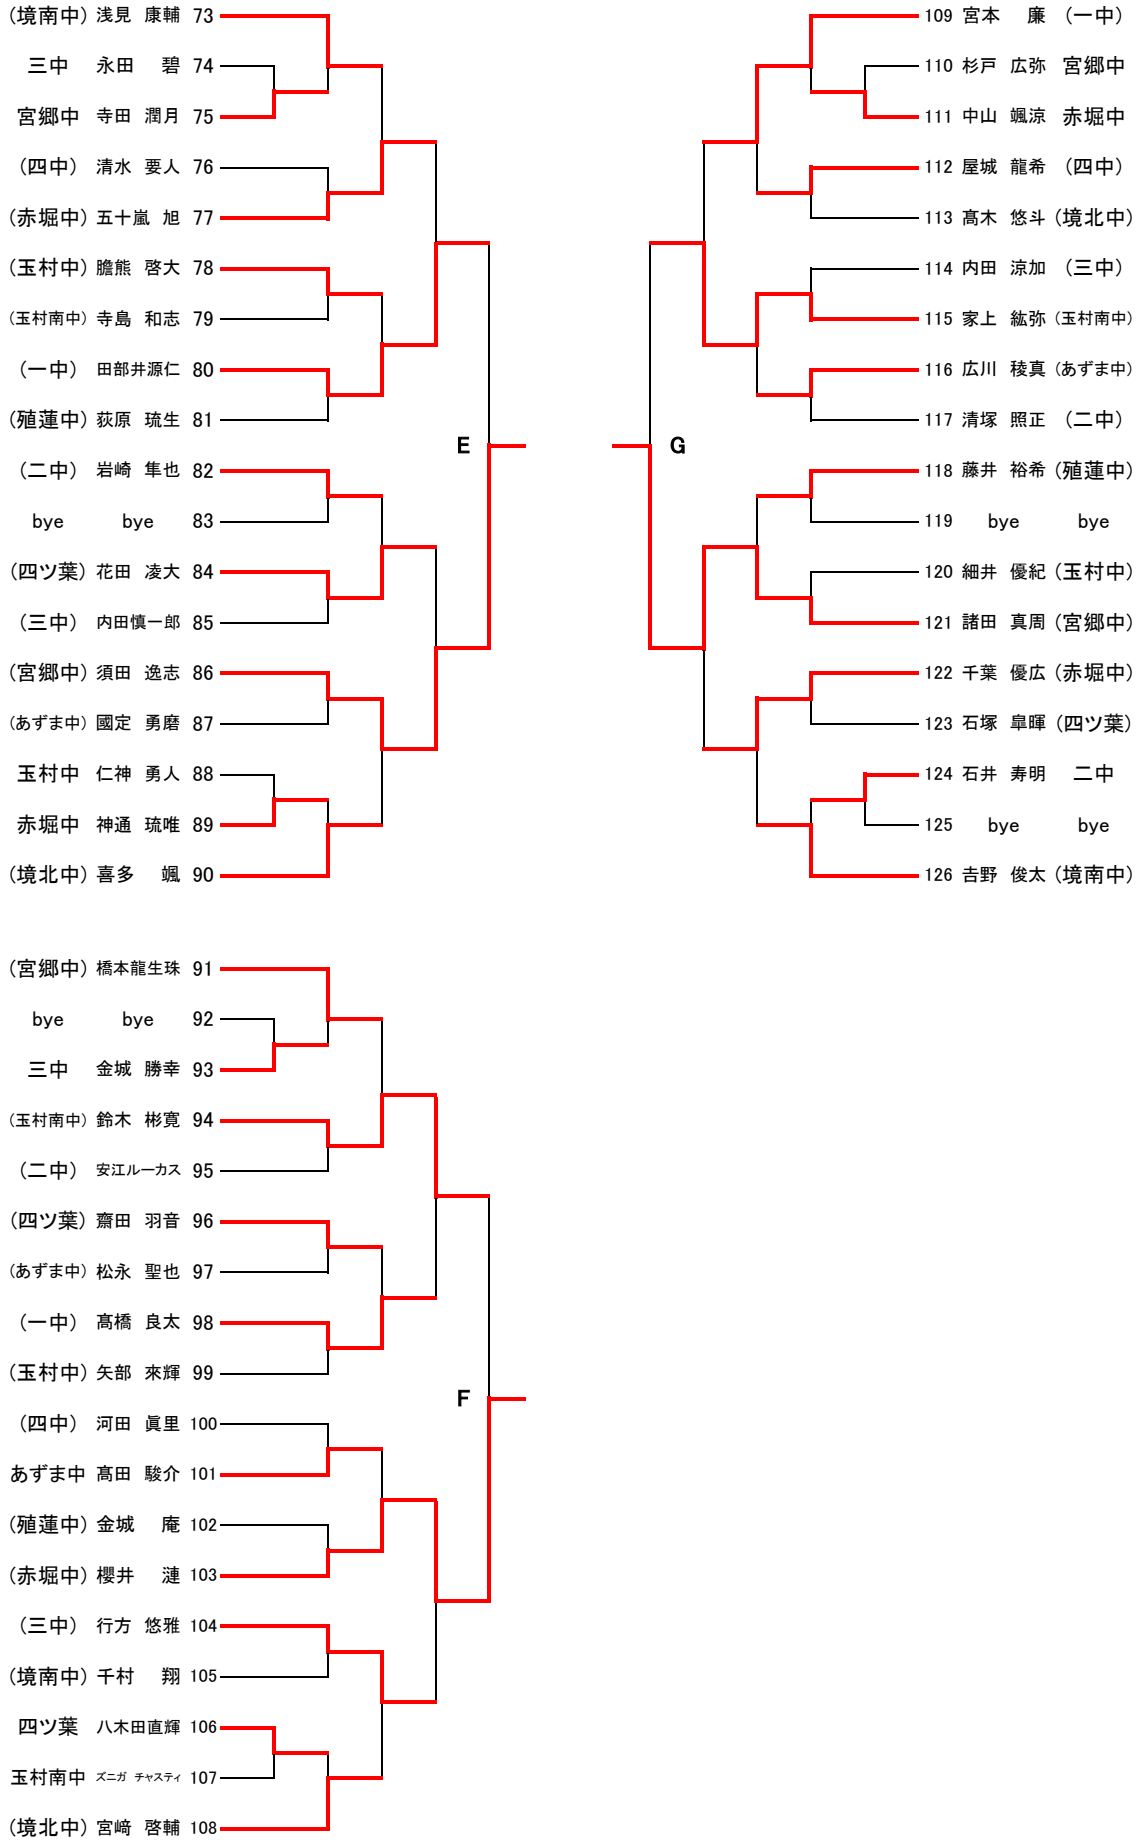 (境南中) 浅見 康輔 73
三中 永田 碧 74
宮郷中 寺田 潤月 75
(四中) 清水 要人 76
(赤堀中) 五十嵐 旭 77
(玉村中) 膽熊 啓大 78
(玉村南中) 寺島 和志 79
(一中) 田部井源仁 80
(殖蓮中) 荻原 琉生 81
E
(二中) 岩崎 隼也 82
bye bye 83
(四ツ葉) 花田 凌大 84
(三中) 内田慎一郎 85
(宮郷中) 須田 逸志 86
(あずま中) 國定 勇磨 87
玉村中 仁神 勇人 88
赤堀中 神通 琉唯 89
(境北中) 喜多 颯 90
109 宮本 廉 (一中)
110 杉戸 広弥 宮郷中
111 中山 颯涼 赤堀中
112 屋城 龍希 (四中)
113 髙木 悠斗 (境北中)
114 内田 涼加 (三中)
115 家上 紘弥 (玉村南中)
116 広川 稜真 (あずま中)
117 清塚 照正 (二中)
G
118 藤井 裕希 (殖蓮中)
119 bye bye
120 細井 優紀 (玉村中)
121 諸田 真周 (宮郷中)
122 千葉 優広 (赤堀中)
123 石塚 皐暉 (四ツ葉)
124 石井 寿明 二中
125 bye bye
126 𠮷野 俊太 (境南中)
(宮郷中) 橋本龍生珠 91
bye bye 92
三中 金城 勝幸 93
(玉村南中) 鈴木 彬寛 94
(二中) 安江ルーカス 95
(四ツ葉) 齋田 羽音 96
(あずま中) 松永 聖也 97
(一中) 髙橋 良太 98
(玉村中) 矢部 來輝 99
F
(四中) 河田 眞里 100
あずま中 髙田 駿介 101
(殖蓮中) 金城 庵 102
(赤堀中) 櫻井 漣 103
(三中) 行方 悠雅 104
(境南中) 千村 翔 105
四ツ葉 八木田直輝 106
玉村南中 ズニガ チャスティ 107
(境北中) 宮﨑 啓輔 108